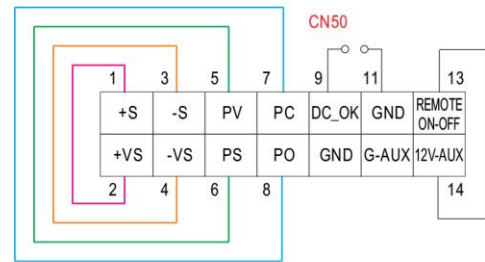 CN50
1 3 5 7 9 11 13
+S -S PV PC DC_OK GND REMOTE ON-OFF
+VS -VS PS PO GND G-AUX 12V-AUX
2 4 6 8 14